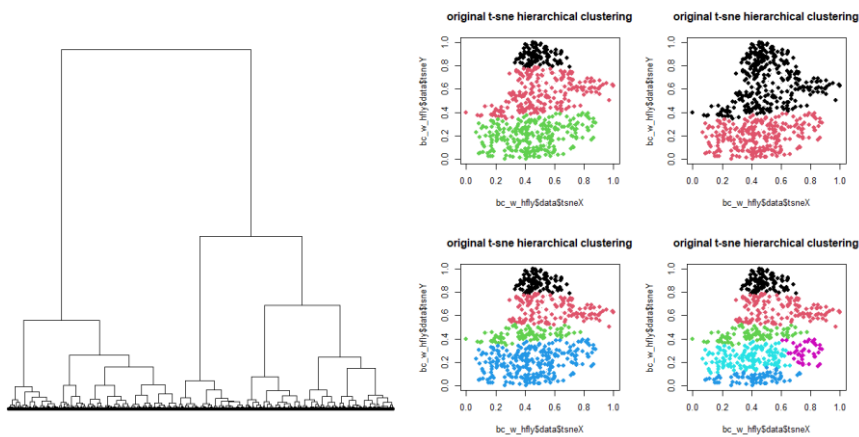 original t-sne hierarchical clustering
bc_w_hfly$data$tsneY
0.0 0.2 0.4 0.6 0.8 1.0
0.0 0.2 0.4 0.6 0.8 1.0
bc_w_hfly$data$tsneX
original t-sne hierarchical clustering
bc_w_hfly$data$tsneY
0.0 0.2 0.4 0.6 0.8 1.0
0.0 0.2 0.4 0.6 0.8 1.0
bc_w_hfly$data$tsneX
original t-sne hierarchical clustering
bc_w_hfly$data$tsneY
0.0 0.2 0.4 0.6 0.8 1.0
0.0 0.2 0.4 0.6 0.8 1.0
bc_w_hfly$data$tsneX
original t-sne hierarchical clustering
bc_w_hfly$data$tsneY
0.0 0.2 0.4 0.6 0.8 1.0
0.0 0.2 0.4 0.6 0.8 1.0
bc_w_hfly$data$tsneX